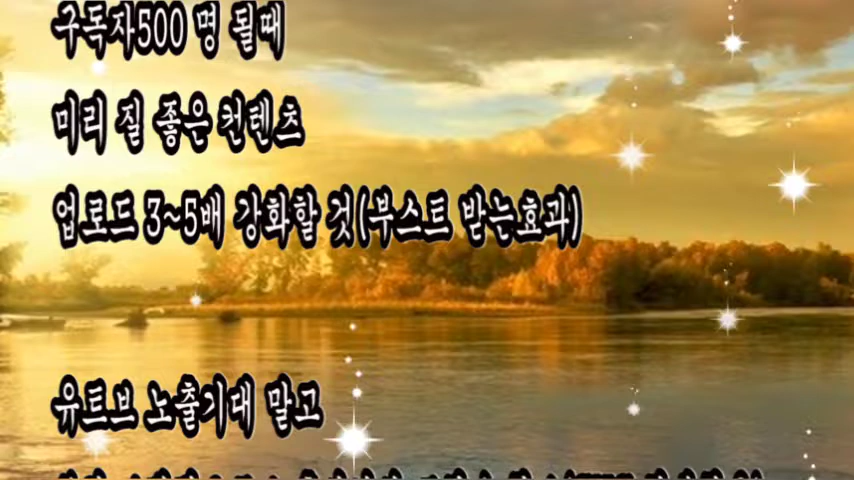 구독자500 명 될때
미리 질 좋은 컨텐츠
업로드 3~5배 강화할 것(부스트 받는효과)
유트브 노출기대 말고